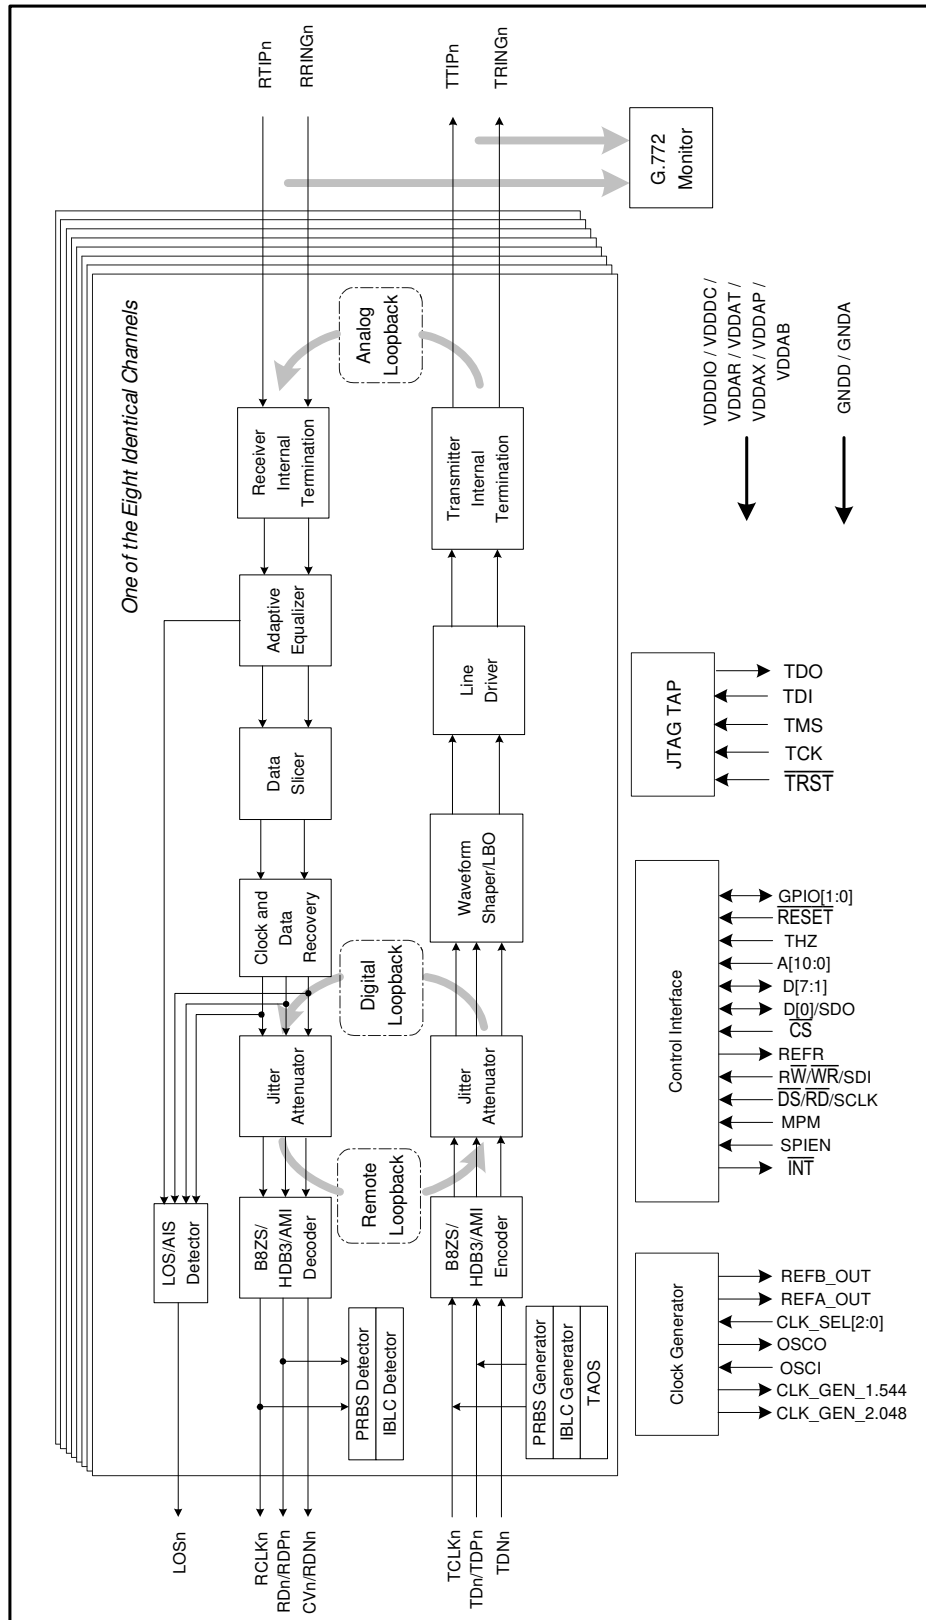 RTIPn
RRINGn
TTIPn
TRINGn
G.772
Monitor
One of the Eight Identical Channels
Analog
Loopback
VDDDIO / VDDDC /
VDDAR / VDDAT /
VDDAX / VDDAP /
VDDAB
GNDD / GNDA
Receiver
Internal
Termination
Transmitter
Internal
Termination
Adaptive
Equalizer
Line
Driver
Data
Slicer
Waveform
Shaper/LBO
Clock and
Data
Recovery
Digital
Loopback
Jitter
Attenuator
Jitter
Attenuator
Remote
Loopback
LOS/AIS
Detector
B8ZS/
HDB3/AMI
Decoder
B8ZS/
HDB3/AMI
Encoder
PRBS Detector
IBLC Detector
PRBS Generator
IBLC Generator
TAOS
LOSn
RCLKn
RDn/RDPn
CVn/RDNn
TCLKn
TDn/TDPn
TDNn
JTAG TAP
TDO
TDI
TMS
TCK
TRST
Control Interface
GPIO[1:0]
RESET
THZ
A[10:0]
D[7:1]
D[0]/SDO
CS
REFR
RW/WR/SDI
DS/RD/SCLK
MPM
SPIEN
INT
Clock Generator
REFB_OUT
REFA_OUT
CLK_SEL[2:0]
OSCO
OSCI
CLK_GEN_1.544
CLK_GEN_2.048